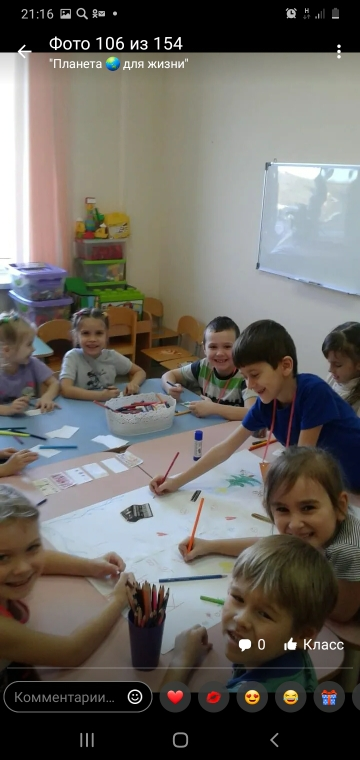 21:16
Фото 106 из 154
"Планета 🌏 для жизни"
0 Класс
Комментарии...